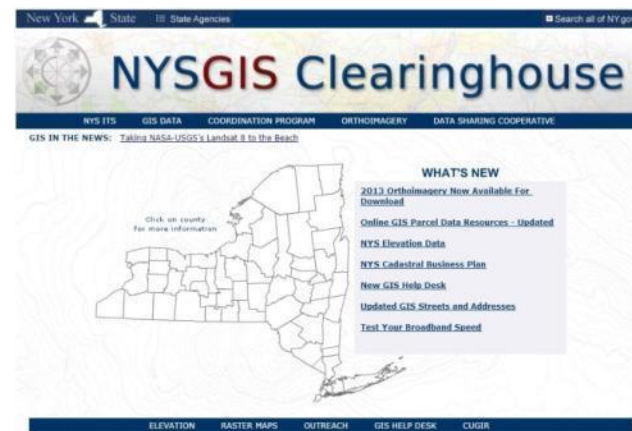 New York State State Agencies Search all of NY.gov
NYSGIS Clearinghouse
NYS ITS GIS DATA COORDINATION PROGRAM ORTHOIMAGERY DATA SHARING COOPERATIVE
GIS IN THE NEWS: Taking NASA-USGS's Landsat 8 to the Beach
WHAT'S NEW
2013 Orthoimagery Now Available For
Download
Click on county
for more information
Online GIS Parcel Data Resources - Updated
NYS Elevation Data
NYS Cadastral Business Plan
New GIS Help Desk
Updated GIS Streets and Addresses
Test Your Broadband Speed
ELEVATION RASTER MAPS OUTREACH GIS HELP DESK CUGIR